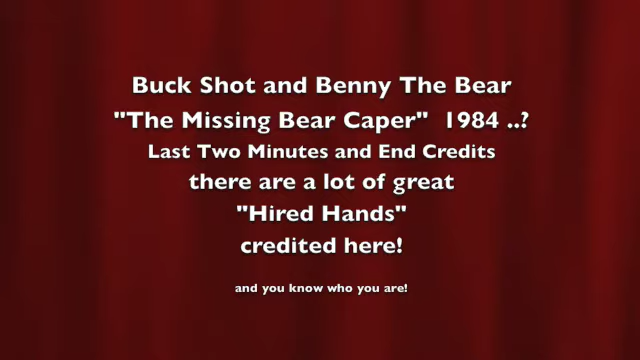 Buck Shot and Benny The Bear
"The Missing Bear Caper"  1984 ..?
Last Two Minutes and End Credits
there are a lot of great
"Hired Hands"
credited here!
and you know who you are!